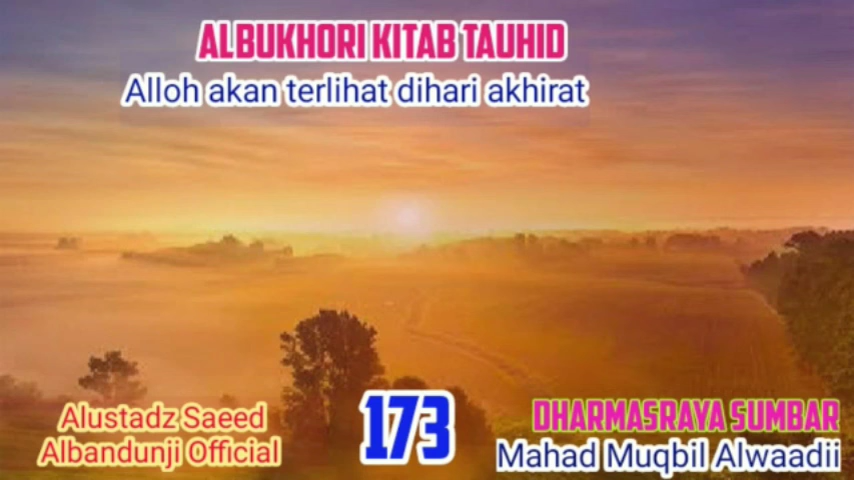 ALBUKHORI KITAB TAUHID
Alloh akan terlihat dihari akhirat
Alustadz Saeed
Albandunji Official
173
DHARMASRAYA SUMBAR
Mahad Muqbil Alwaadii